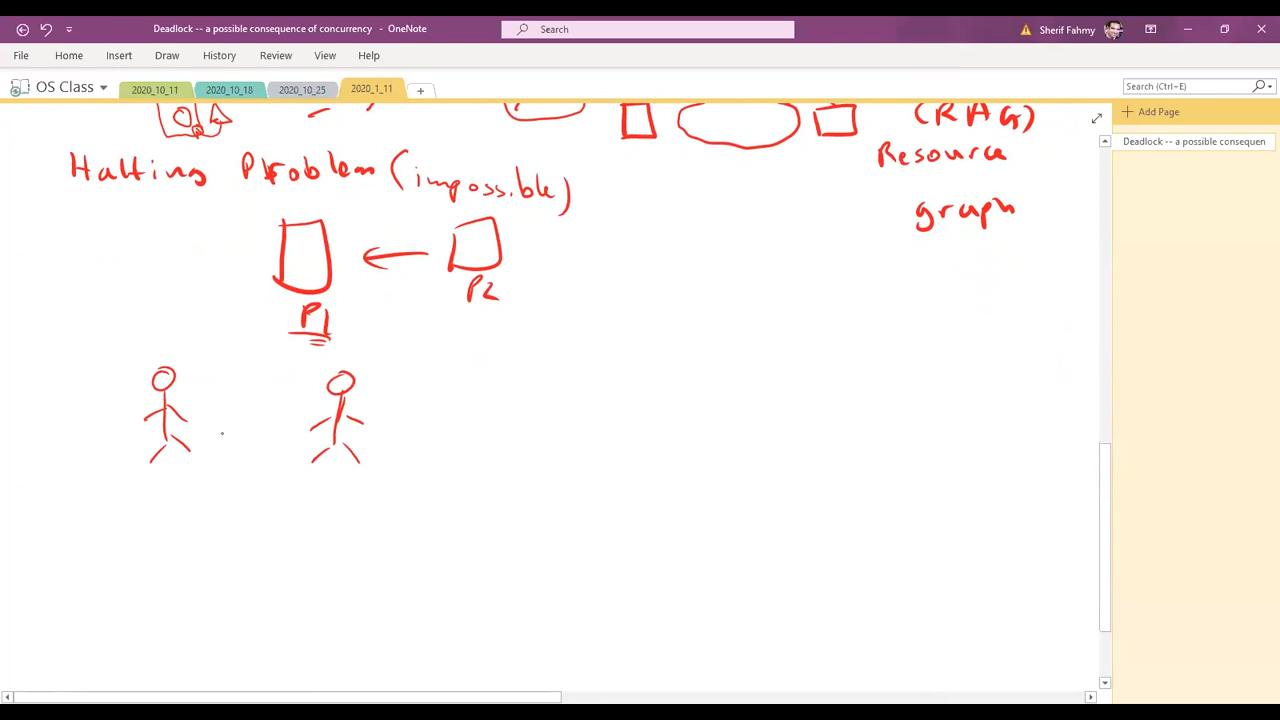 Deadlock -- a possible consequence of concurrency - OneNote
Search
Sherif Fahmy
File Home Insert Draw History Review View Help
OS Class
2020_10_11
2020_10_18
2020_10_25
2020_1_11
Search (Ctrl+E)
Add Page
Deadlock -- a possible consequen
(RAG)
Resource
graph
Halting Problem (impossible)
P2
P1